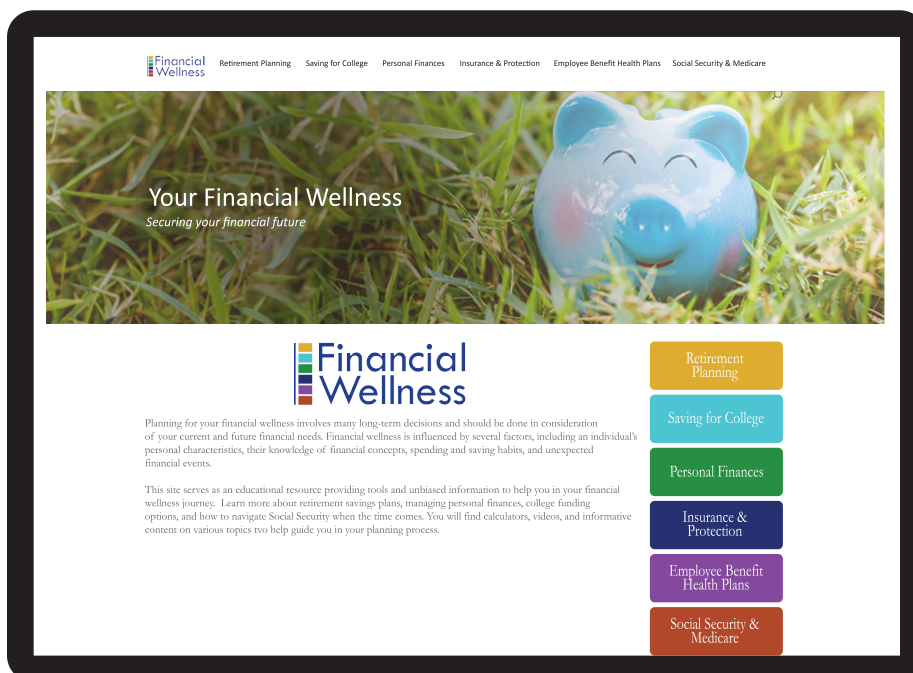 Financial
Wellness
Retirement Planning
Saving for College
Personal Finances
Insurance & Protection
Employee Benefit Health Plans
Social Security & Medicare
Your Financial Wellness
Securing your financial future
Financial
Wellness
Planning for your financial wellness involves many long-term decisions and should be done in consideration
of your current and future financial needs. Financial wellness is influenced by several factors, including an individual's
personal characteristics, their knowledge of financial concepts, spending and saving habits, and unexpected
financial events.
This site serves as an educational resource providing tools and unbiased information to help you in your financial
wellness journey. Learn more about retirement savings plans, managing personal finances, college funding
options, and how to navigate Social Security when the time comes. You will find calculators, videos, and informative
content on various topics tvo help guide you in your planning process.
Retirement
Planning
Saving for College
Personal Finances
Insurance &
Protection
Employee Benefit
Health Plans
Social Security &
Medicare